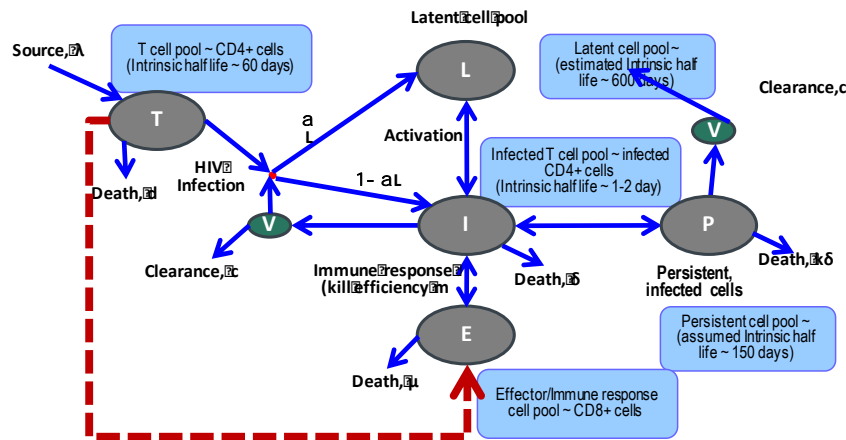 Latent cell pool
Source, λ
T cell pool ~ CD4+ cells
(Intrinsic half life ~ 60 days)
Latent cell pool ~
(estimated Intrinsic half
life ~ 600 days)
Clearance,c
L
T
a
L
Activation
V
HIV
Infection
Infected T cell pool ~ infected
CD4+ cells
(Intrinsic half life ~ 1-2 day)
Death, d
1- aL
V
I
P
Clearance, c
Immune response
(kill efficiency m
Death, δ
Persistent,
infected cells
Death, kδ
E
Persistent cell pool ~
(assumed Intrinsic half
life ~ 150 days)
Death, μ
Effector/Immune response
cell pool ~ CD8+ cells